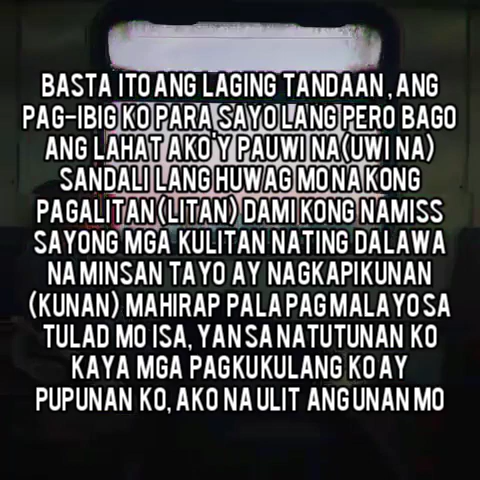 BASTA ITO ANG LAGING TANDAAN, ANG
PAG-IBIG KO PARA SAYO LANG PERO BAGO
ANG LAHAT AKO'Y PAUWI NA(UWI NA)
SANDALI LANG HUWAG MO NA KONG
PAGALITAN(LITAN) DAMI KONG NAMISS
SAYONG MGA KULITAN NATING DALAWA
NA MINSAN TAYO AY NAGKAPIKUNAN
(KUNAN) MAHIRAP PALA PAG MALAYO SA
TULAD MO ISA, YAN SA NATUTUNAN KO
KAYA MGA PAGKUKULANG KO AY
PUPUNAN KO, AKO NA ULIT ANG UNAN MO